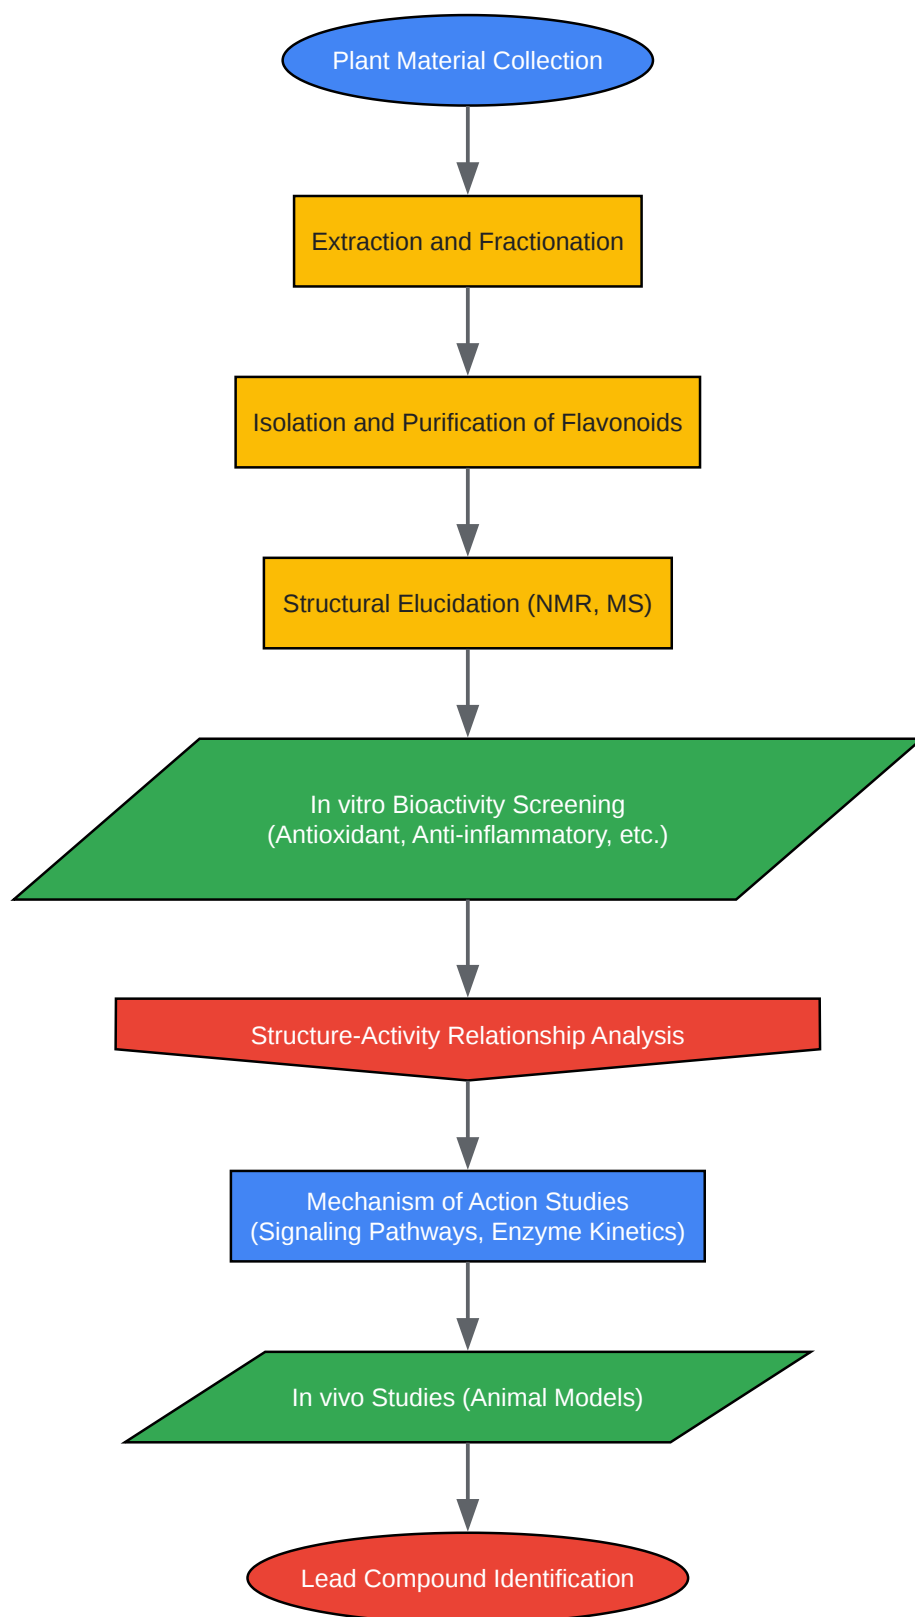 Plant Material Collection
Extraction and Fractionation
Isolation and Purification of Flavonoids
Structural Elucidation (NMR, MS)
In vitro Bioactivity Screening
(Antioxidant, Anti-inflammatory, etc.)
Structure-Activity Relationship Analysis
Mechanism of Action Studies
(Signaling Pathways, Enzyme Kinetics)
In vivo Studies (Animal Models)
Lead Compound Identification